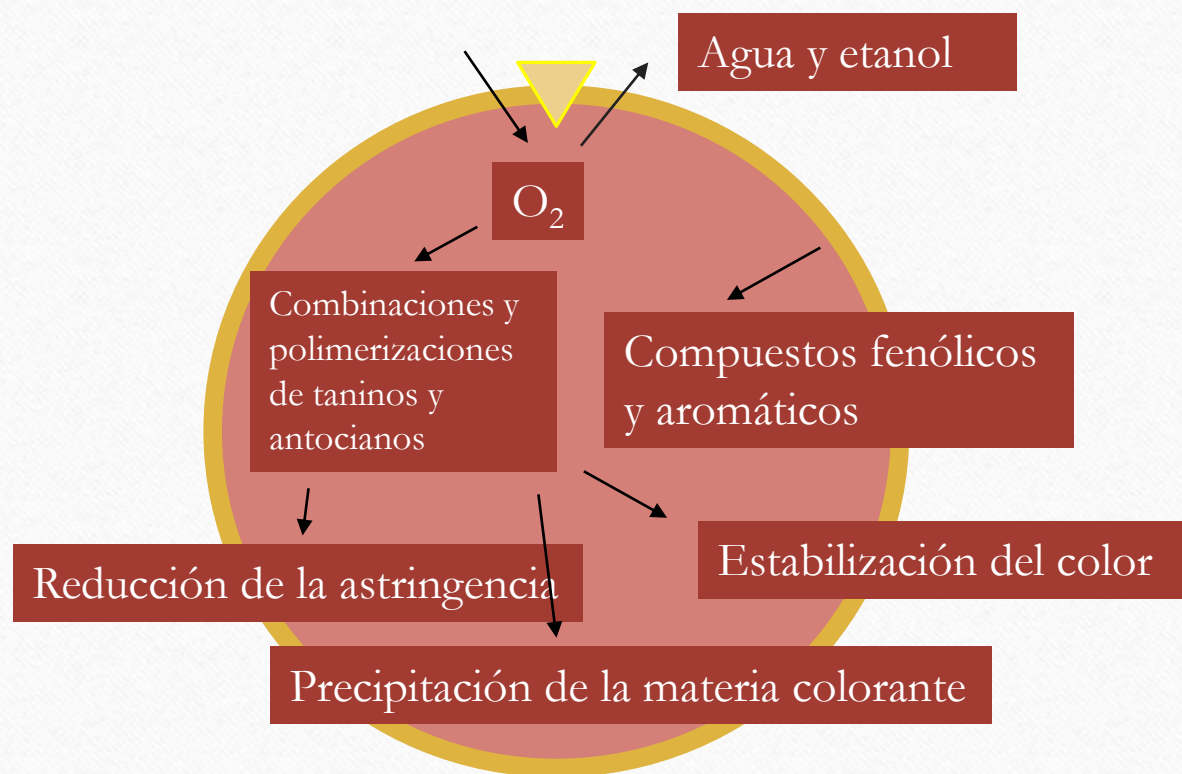 Agua y etanol
O₂
Combinaciones y
polimerizaciones
de taninos y
antocianos
Compuestos fenólicos
y aromáticos
Estabilización del color
Reducción de la astringencia
Precipitación de la materia colorante